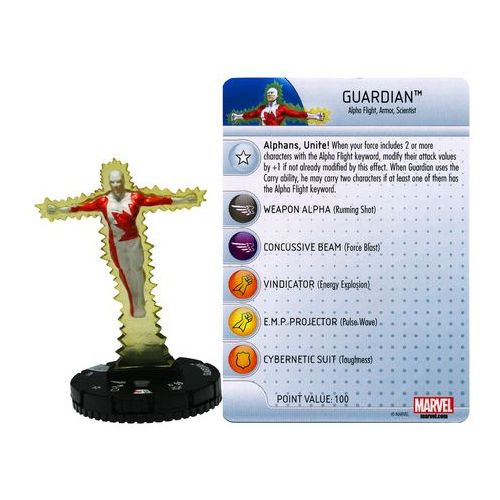 GUARDIAN™
Alpha Flight, Armor, Scientist
Alphans, Unite! When your force includes 2 or more
characters with the Alpha Flight keyword, modify their attack values
by +1 if not already modified by this effect. When Guardian uses the
Carry ability, he may carry two characters if at least one of them has
the Alpha Flight keyword.
WEAPON ALPHA (Running Shot)
CONCUSSIVE BEAM (Force Blast)
VINDICATOR (Energy Explosion)
E.M.P. PROJECTOR (Pulse Wave)
CYBERNETIC SUIT (Toughness)
POINT VALUE: 100
© MARVEL
MARVEL
marvel.com